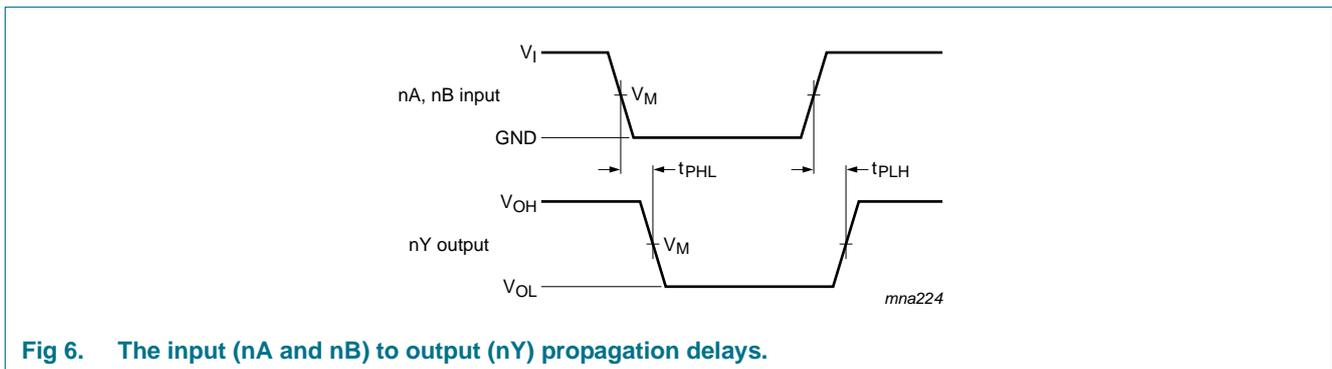 VI
nA, nB input
VM
GND
tPHL
tPLH
VOH
nY output
VM
VOL
mna224
Fig 6. The input (nA and nB) to output (nY) propagation delays.